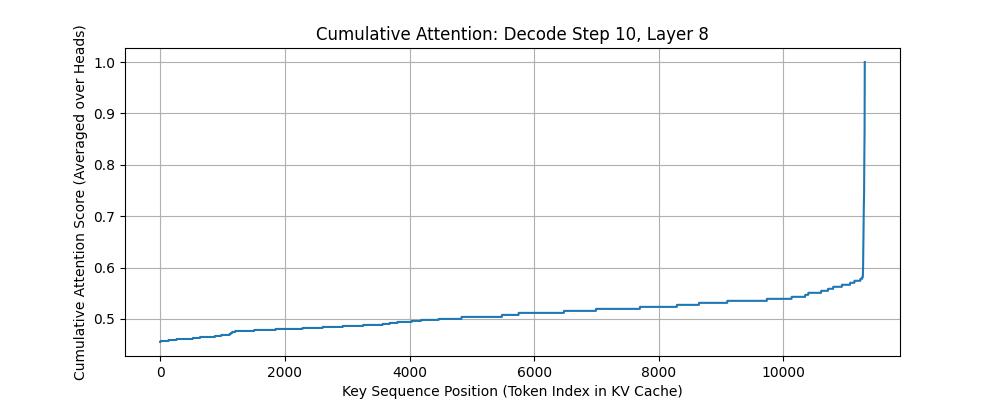 Cumulative Attention: Decode Step 10, Layer 8
Cumulative Attention Score (Averaged over Heads)
1.0
0.9
0.8
0.7
0.6
0.5
0 2000 4000 6000 8000 10000
Key Sequence Position (Token Index in KV Cache)